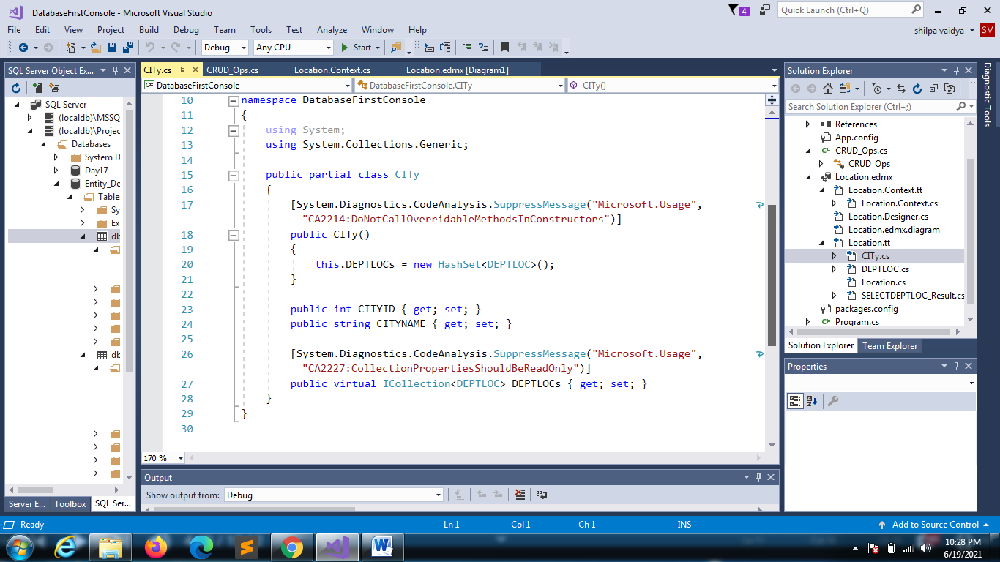 DatabaseFirstConsole - Microsoft Visual Studio
4
Quick Launch (Ctrl+Q)
File Edit View Project Build Debug Team Tools Test Analyze Window Help
shilpa vaidya
SV
Debug Any CPU Start
SQL Server Object Ex...
SQL Server
(localdb)\MSSQ
(localdb)\Projec
Databases
System D
Day17
Entity_De
Table
Sy
Ex
db
db
Server E... Toolbox SQL Ser...
CITy.cs CRUD_Ops.cs Location.Context.cs Location.edmx [Diagram1]
DatabaseFirstConsole DatabaseFirstConsole.CITy CITy()
10 namespace DatabaseFirstConsole
11 {
12 using System;
13 using System.Collections.Generic;
14
15 public partial class CITy
16 {
17 [System.Diagnostics.CodeAnalysis.SuppressMessage("Microsoft.Usage",
"CA2214:DoNotCallOverridableMethodsInConstructors")]
18 public CITy()
19 {
20 this.DEPTLOCs = new HashSet<DEPTLOC>();
21 }
22
23 public int CITYID { get; set; }
24 public string CITYNAME { get; set; }
25
26 [System.Diagnostics.CodeAnalysis.SuppressMessage("Microsoft.Usage",
"CA2227:CollectionPropertiesShouldBeReadOnly")]
27 public virtual ICollection<DEPTLOC> DEPTLOCs { get; set; }
28 }
29 }
30
170 %
Output
Show output from: Debug
Solution Explorer
Search Solution Explorer (Ctrl+;)
References
App.config
CRUD_Ops.cs
CRUD_Ops
Location.edmx
Location.Context.tt
Location.Context.cs
Location.Designer.cs
Location.edmx.diagram
Location.tt
CITy.cs
DEPTLOC.cs
Location.cs
SELECTDEPTLOC_Result.cs
packages.config
Program.cs
Solution Explorer Team Explorer
Properties
Diagnostic Tools
Ready Ln 1 Col 1 Ch 1 INS Add to Source Control
10:28 PM
6/19/2021